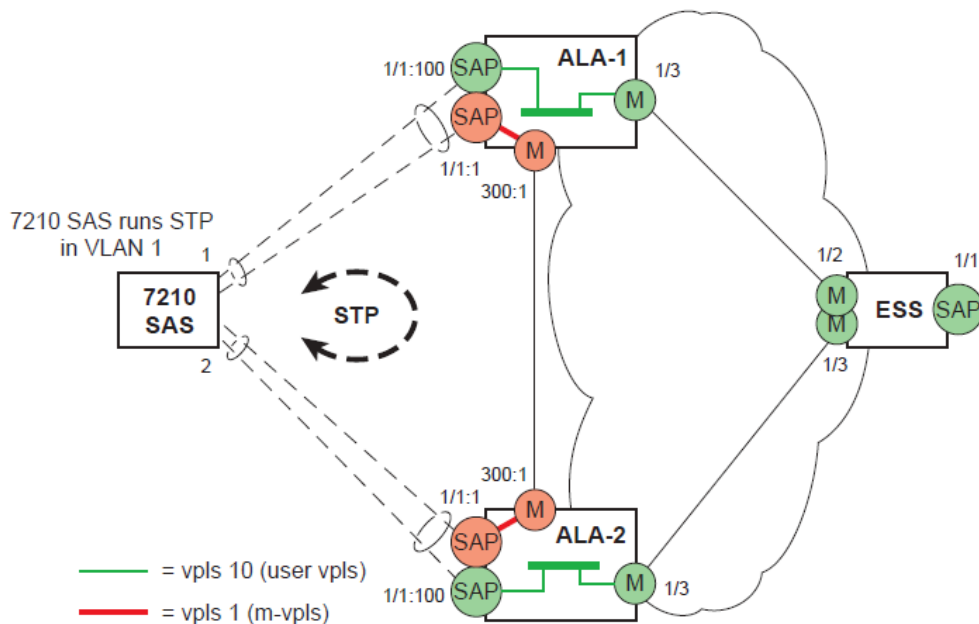 ALA-1
SAP
1/1:100
1/3
M
SAP
M
1/1:1
300:1
7210 SAS runs STP
in VLAN 1
1
1/2
1/1
7210
SAS
STP
M
M
ESS
SAP
2
1/3
300:1
1/1:1
M
SAP
ALA-2
= vpls 10 (user vpls)
SAP
M
1/1:100
1/3
= vpls 1 (m-vpls)